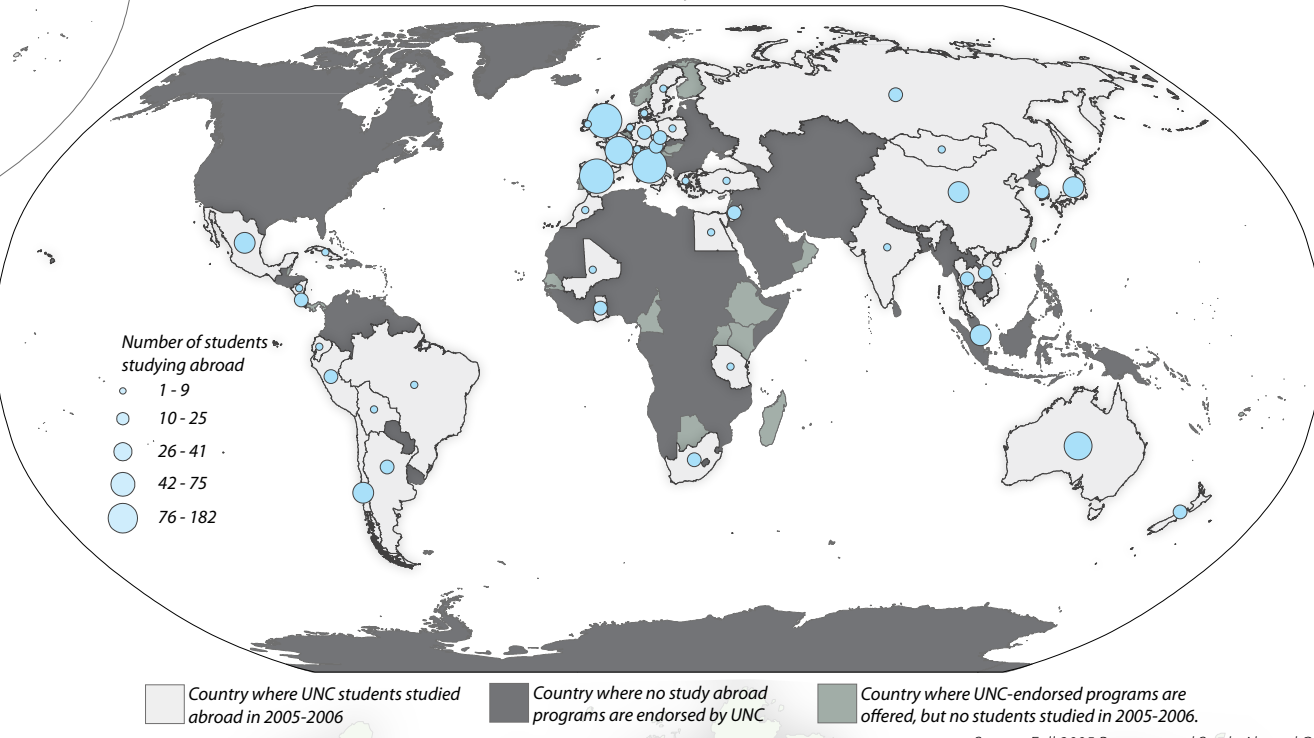 Number of students
studying abroad
1 - 9
10 - 25
26 - 41
42 - 75
76 - 182
Country where UNC students studied
abroad in 2005-2006
Country where no study abroad
programs are endorsed by UNC
Country where UNC-endorsed programs are
offered, but no students studied in 2005-2006.